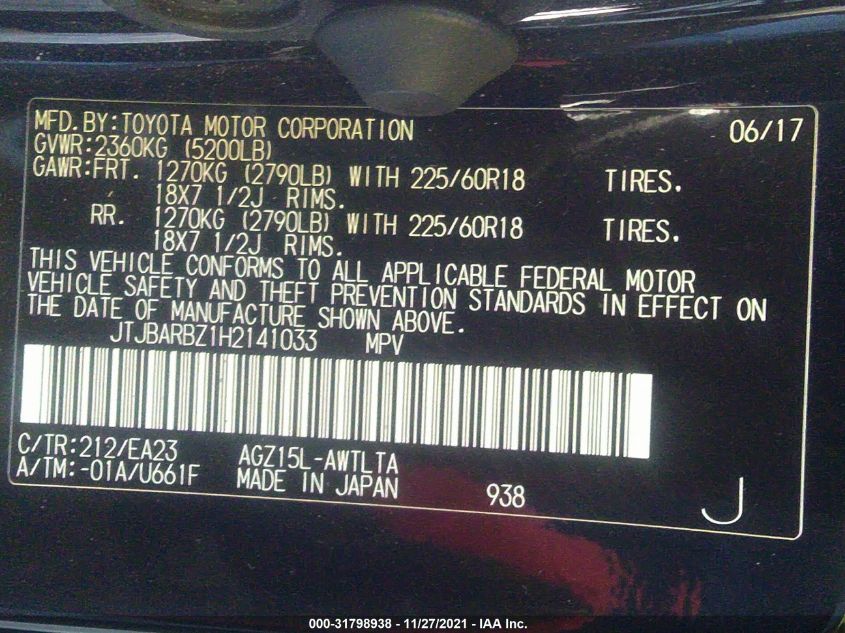 MFD.BY:TOYOTA MOTOR CORPORATION 06/17
GVWR:2360KG (5200LB)
GAWR:FRT. 1270KG (2790LB) WITH 225/60R18 TIRES.
18X7 1/2J RIMS.
RR. 1270KG (2790LB) WITH 225/60R18 TIRES.
18X7 1/2J RIMS.
THIS VEHICLE CONFORMS TO ALL APPLICABLE FEDERAL MOTOR
VEHICLE SAFETY AND THEFT PREVENTION STANDARDS IN EFFECT ON
THE DATE OF MANUFACTURE SHOWN ABOVE.
JTJBARBZ1H2141033 MPV
C/TR:212/EA23 AGZ15L-AWTLTA
A/TM:-01A/U661F MADE IN JAPAN 938 J
000-31798938 - 11/27/2021 - IAA Inc.